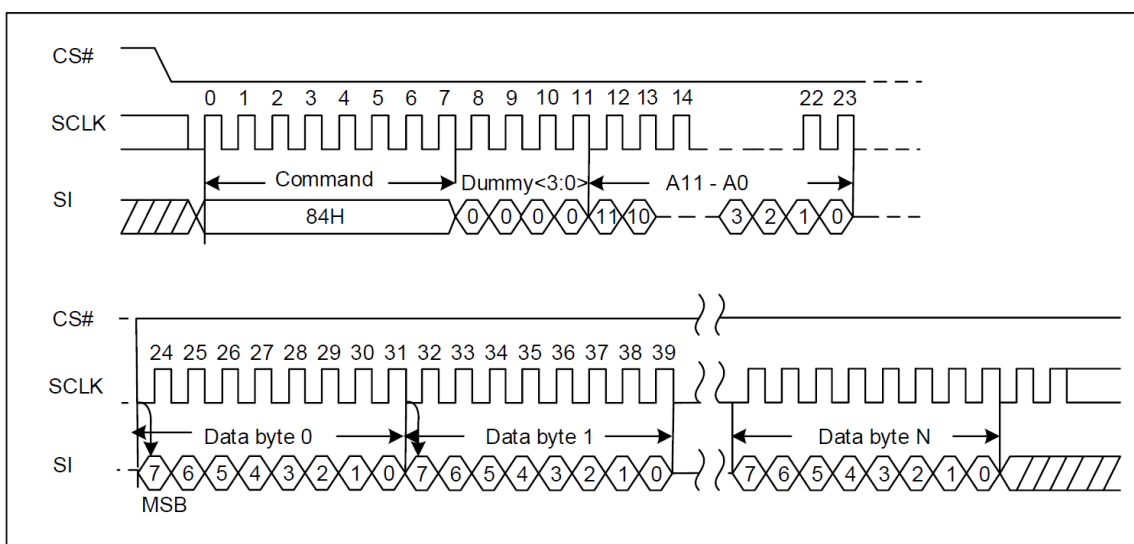 CS#
0 1 2 3 4 5 6 7 8 9 10 11 12 13 14 22 23
SCLK
Command Dummy<3:0> A11 - A0
SI 84H 0 0 0 0 11 10 3 2 1 0
CS#
24 25 26 27 28 29 30 31 32 33 34 35 36 37 38 39
SCLK
Data byte 0 Data byte 1 Data byte N
SI 7 6 5 4 3 2 1 0 7 6 5 4 3 2 1 0 7 6 5 4 3 2 1 0
MSB